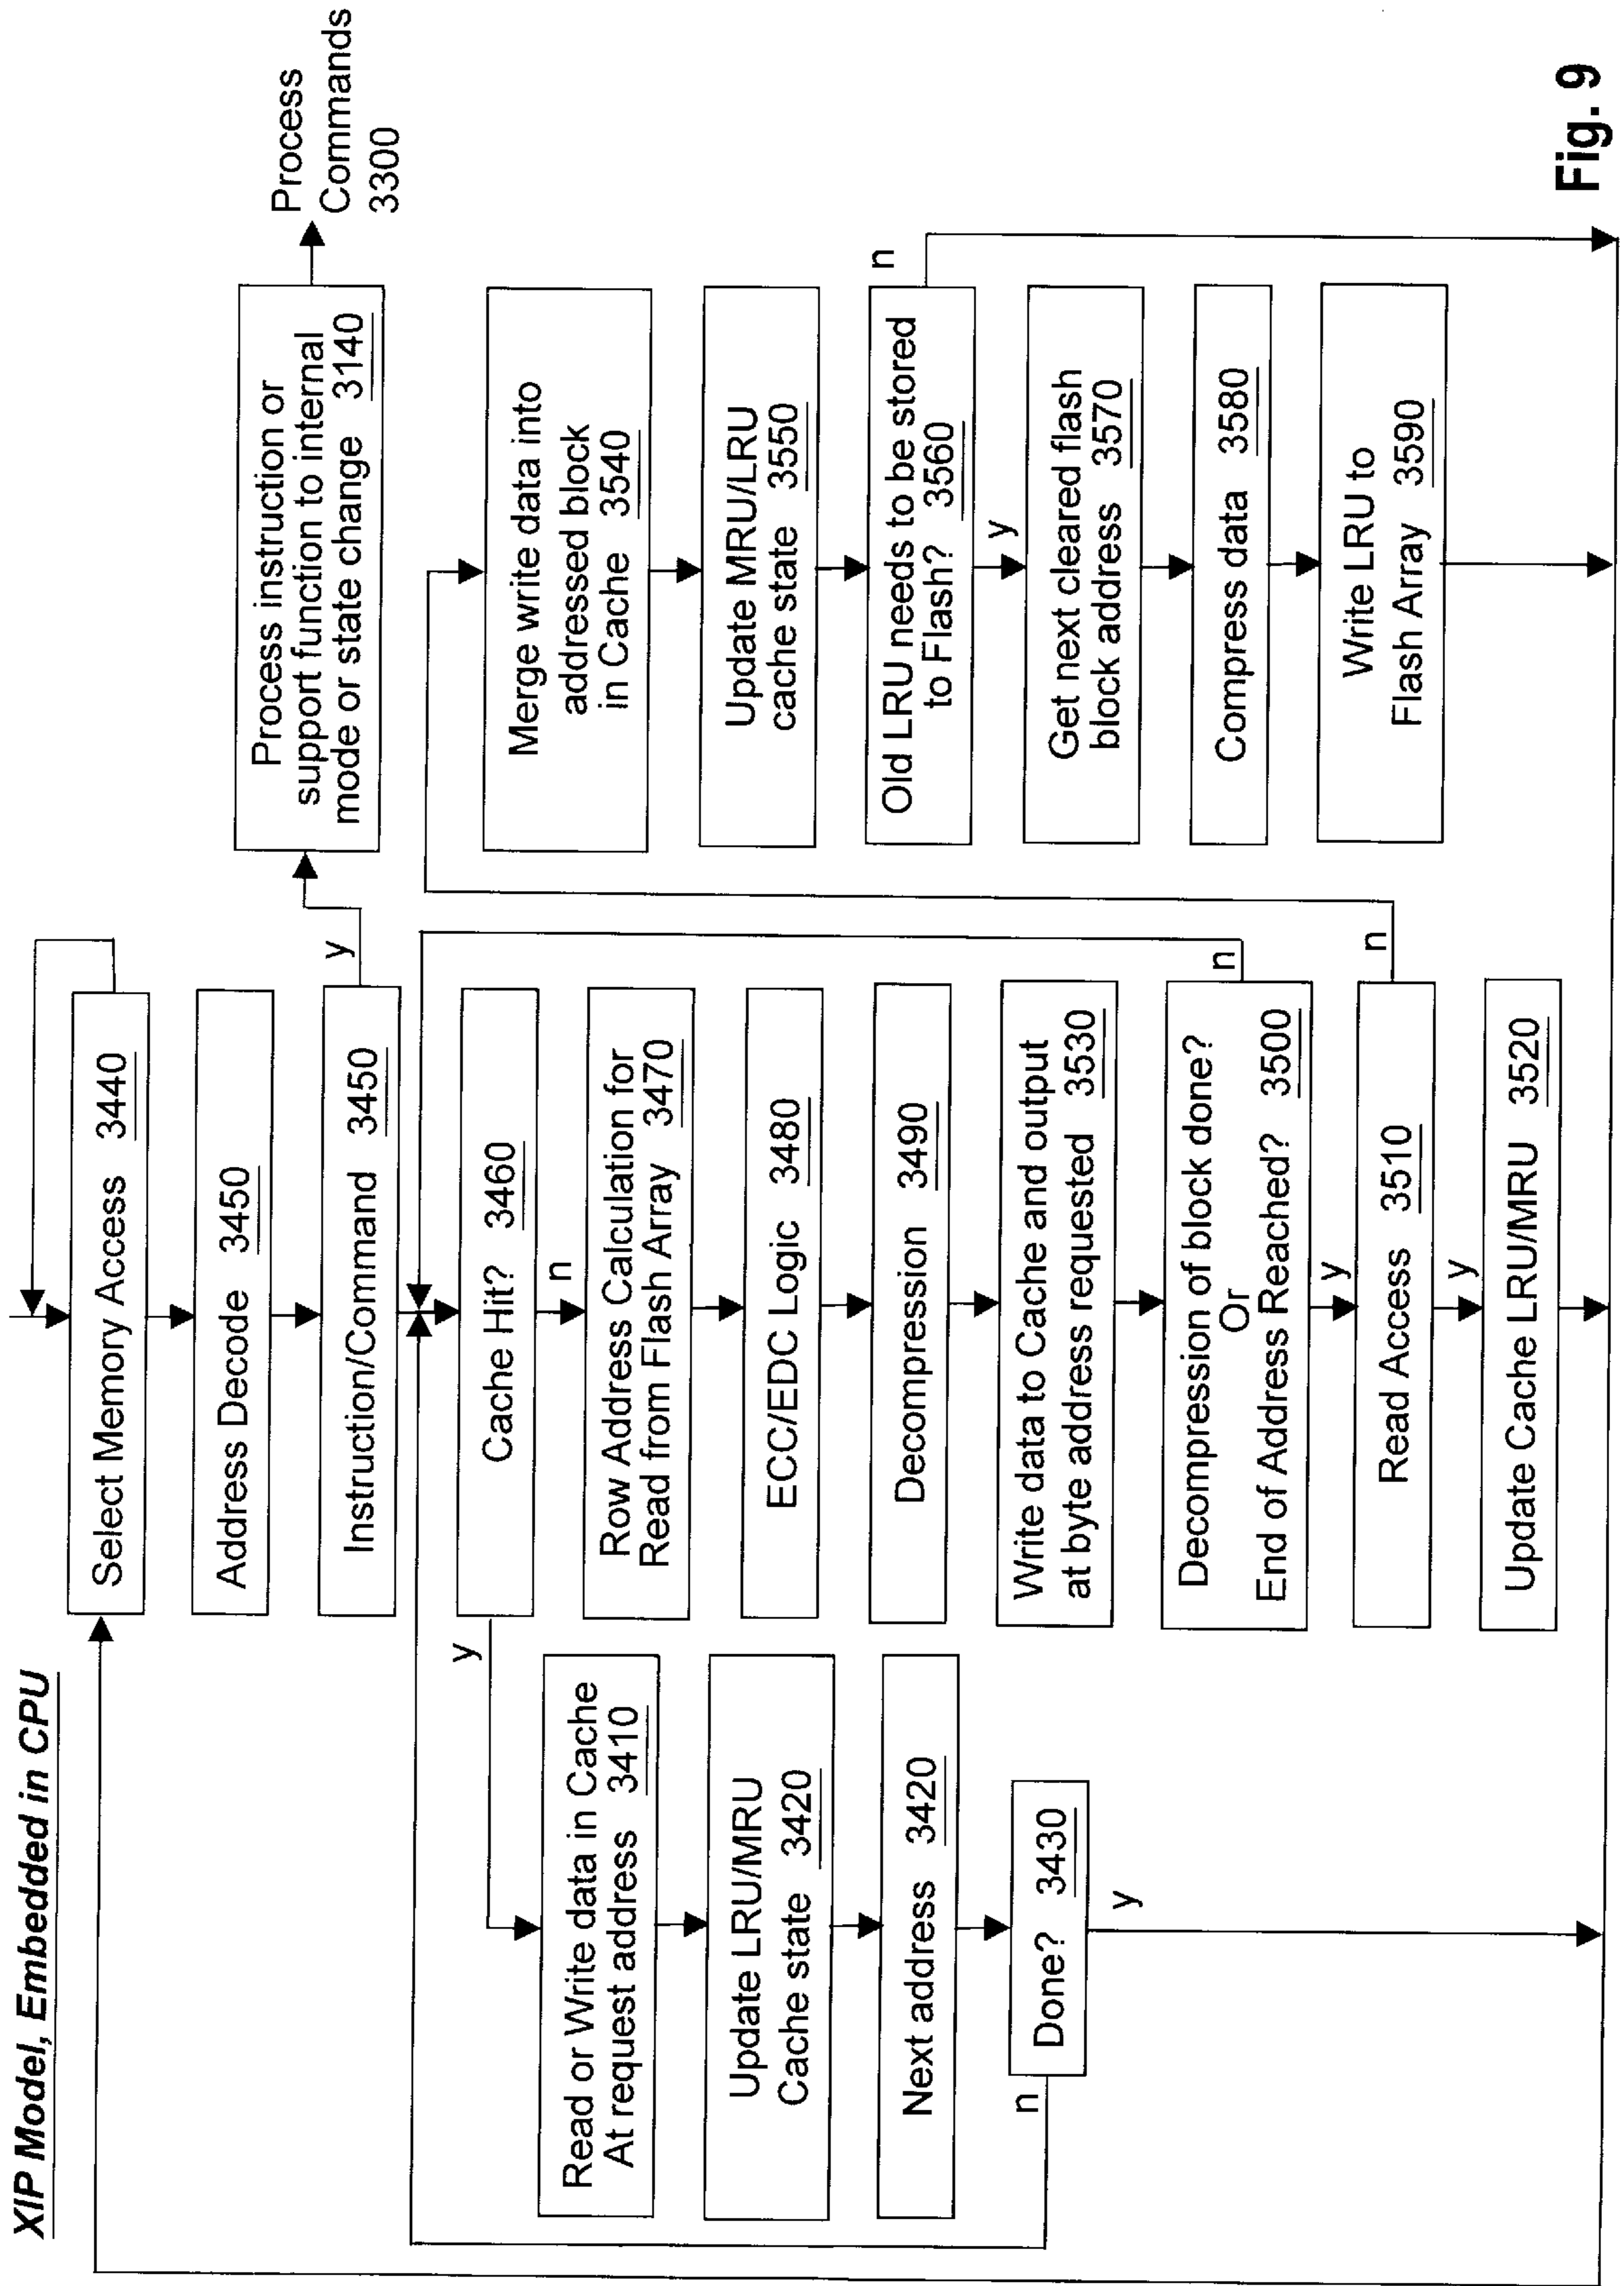 XIP Model, Embedded in CPU
Select Memory Access 3440
Address Decode 3450
Instruction/Command 3450
y
Process instruction or
support function to internal
mode or state change 3140
Process
Commands
3300
Cache Hit? 3460
y
n
Read or Write data in Cache
At request address 3410
Update LRU/MRU
Cache state 3420
Next address 3420
Done? 3430
n
y
Row Address Calculation for
Read from Flash Array 3470
ECC/EDC Logic 3480
Decompression 3490
Write data to Cache and output
at byte address requested 3530
Decompression of block done?
Or
End of Address Reached? 3500
n
y
Read Access 3510
n
y
Update Cache LRU/MRU 3520
Merge write data into
addressed block
in Cache 3540
Update MRU/LRU
cache state 3550
Old LRU needs to be stored
to Flash? 3560
n
y
Get next cleared flash
block address 3570
Compress data 3580
Write LRU to
Flash Array 3590
Fig. 9